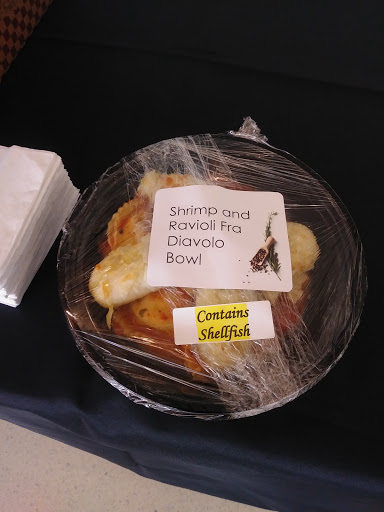 Shrimp and
Ravioli Fra
Diavolo
Bowl
Contains
Shellfish